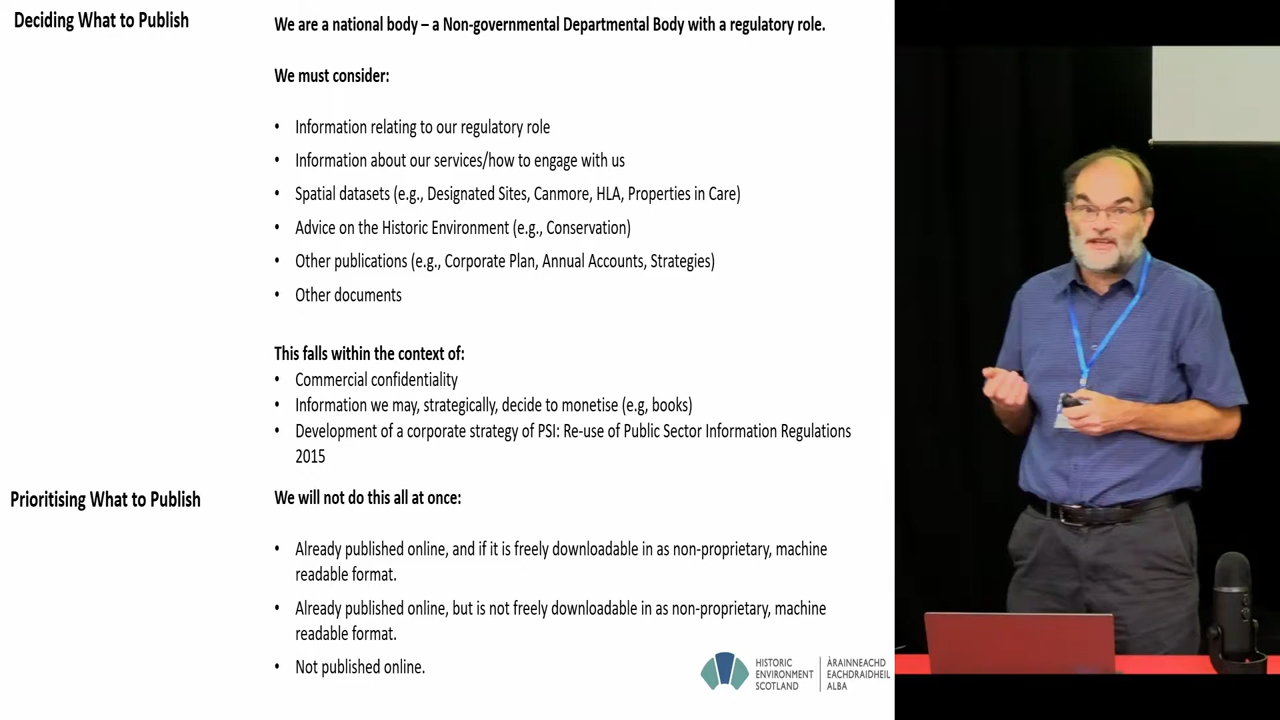 Deciding What to Publish
We are a national body – a Non-governmental Departmental Body with a regulatory role.
We must consider:
• Information relating to our regulatory role
• Information about our services/how to engage with us
• Spatial datasets (e.g., Designated Sites, Canmore, HLA, Properties in Care)
• Advice on the Historic Environment (e.g., Conservation)
• Other publications (e.g., Corporate Plan, Annual Accounts, Strategies)
• Other documents
This falls within the context of:
• Commercial confidentiality
• Information we may, strategically, decide to monetise (e.g, books)
• Development of a corporate strategy of PSI: Re-use of Public Sector Information Regulations
2015
Prioritising What to Publish
We will not do this all at once:
• Already published online, and if it is freely downloadable in as non-proprietary, machine
readable format.
• Already published online, but is not freely downloadable in as non-proprietary, machine
readable format.
• Not published online.
HISTORIC
ENVIRONMENT
SCOTLAND
ÀRAINNEACHD
EACHDRAIDHEIL
ALBA